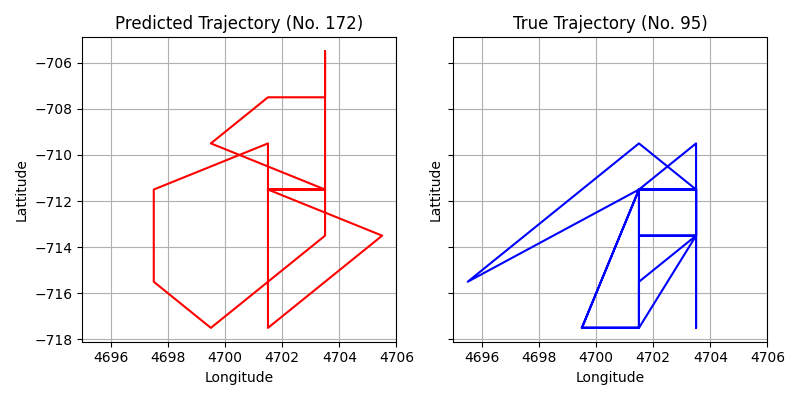 Predicted Trajectory (No. 172)
True Trajectory (No. 95)
Lattitude
−706
−708
−710
−712
−714
−716
−718
4696 4698 4700 4702 4704 4706
Longitude
Lattitude
4696 4698 4700 4702 4704 4706
Longitude